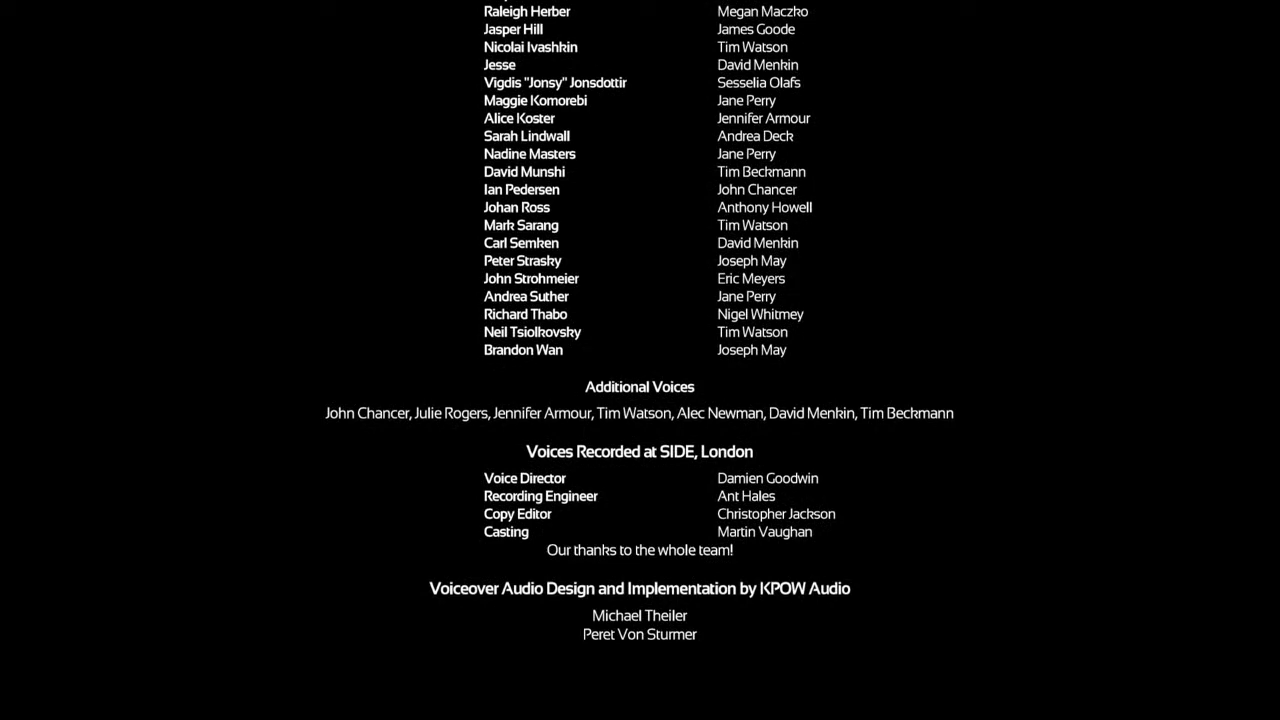 Raleigh Herber Megan Maczko
Jasper Hill James Goode
Nicolai Ivashkin Tim Watson
Jesse David Menkin
Vigdis "Jonsy" Jonsdottir Sesselia Olafs
Maggie Komorebi Jane Perry
Alice Koster Jennifer Armour
Sarah Lindwall Andrea Deck
Nadine Masters Jane Perry
David Munshi Tim Beckmann
Ian Pedersen John Chancer
Johan Ross Anthony Howell
Mark Sarang Tim Watson
Carl Semken David Menkin
Peter Strasky Joseph May
John Strohmeier Eric Meyers
Andrea Suther Jane Perry
Richard Thabo Nigel Whitmey
Neil Tsiolkovsky Tim Watson
Brandon Wan Joseph May
Additional Voices
John Chancer, Julie Rogers, Jennifer Armour, Tim Watson, Alec Newman, David Menkin, Tim Beckmann
Voices Recorded at SIDE, London
Voice Director Damien Goodwin
Recording Engineer Ant Hales
Copy Editor Christopher Jackson
Casting Martin Vaughan
Our thanks to the whole team!
Voiceover Audio Design and Implementation by KPOW Audio
Michael Theiler
Peret Von Sturmer